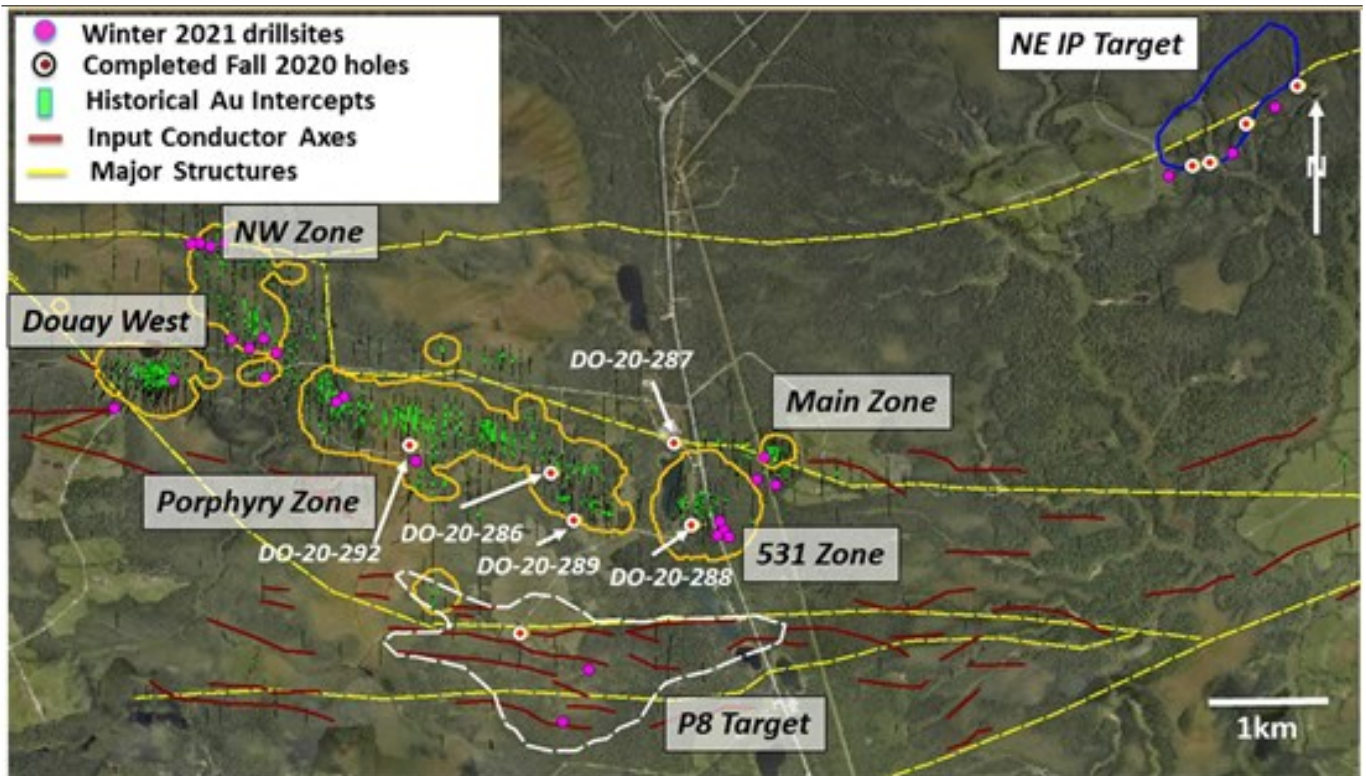 Winter 2021 drillsites
Completed Fall 2020 holes
Historical Au Intercepts
Input Conductor Axes
Major Structures
NE IP Target
N
NW Zone
Douay West
DO-20-287
Main Zone
Porphyry Zone
DO-20-292
DO-20-286
DO-20-289
DO-20-288
531 Zone
P8 Target
1km